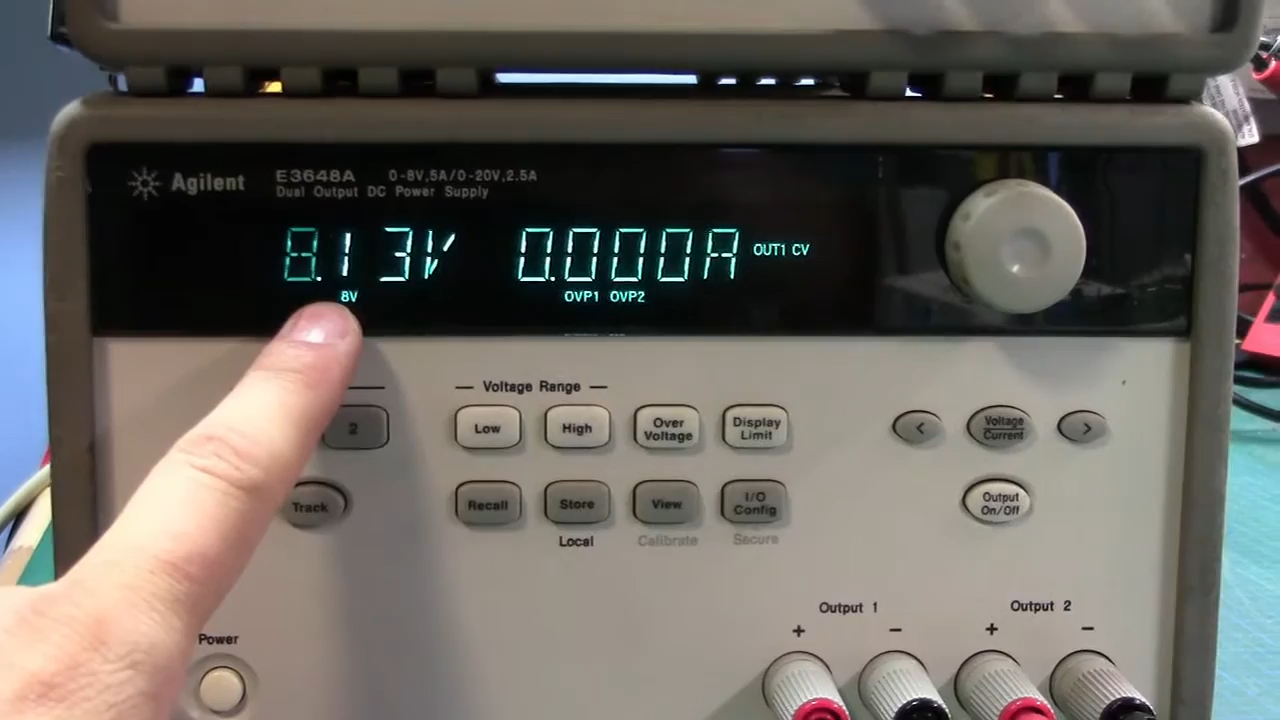 Agilent E3648A 0-8V,5A/0-20V,2.5A
Dual Output DC Power Supply
8.13V 0.000A OUT1 CV
8V OVP1 OVP2
Voltage Range
2 Low High Over Voltage Display Limit < Voltage Current >
Track Recall Store View I/O Config Output On/Off
Local Calibrate Secure
Output 1 Output 2
+ - + -
Power